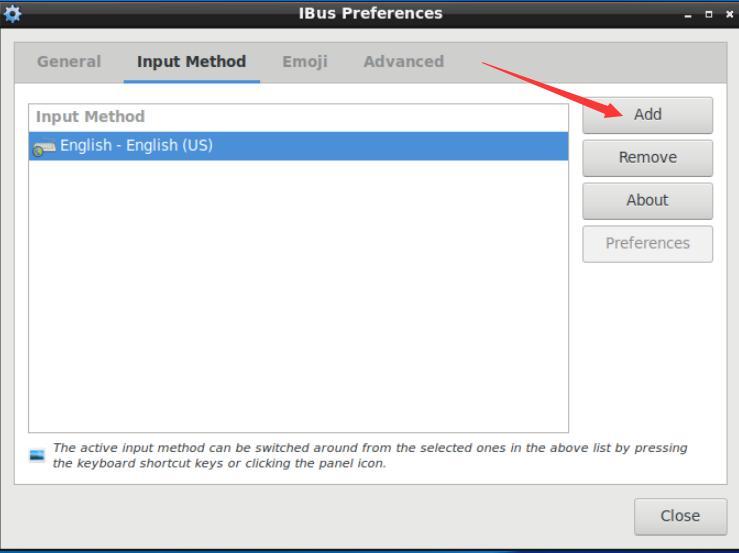 IBus Preferences
General Input Method Emoji Advanced
Input Method
English - English (US)
Add
Remove
About
Preferences
The active input method can be switched around from the selected ones in the above list by pressing
the keyboard shortcut keys or clicking the panel icon.
Close